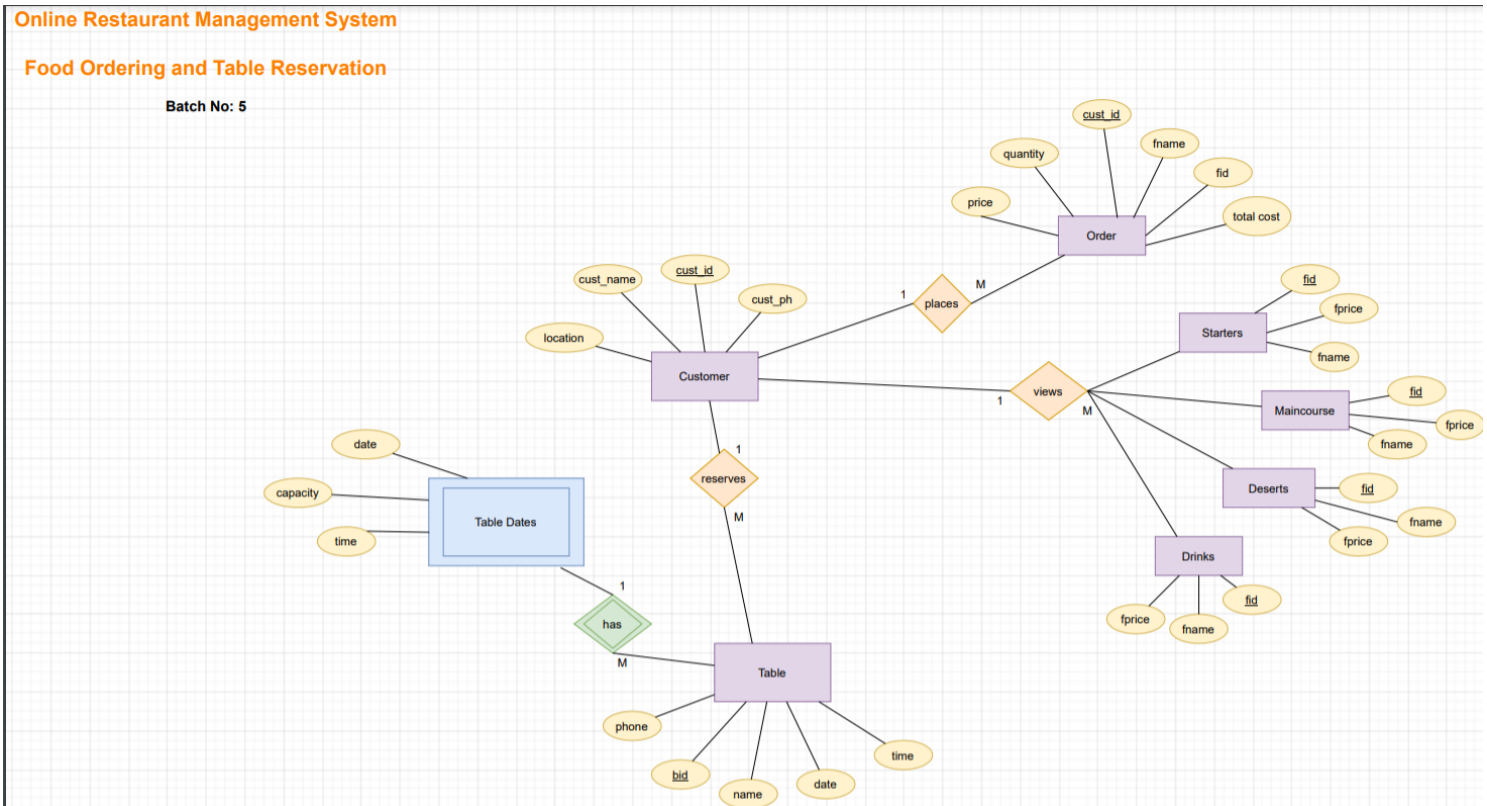 Online Restaurant Management System
Food Ordering and Table Reservation
Batch No: 5
cust_id
quantity
fname
fid
price
total cost
Order
cust_name
cust_id
cust_ph
location
Customer
1
places
M
fid
fprice
Starters
fname
views
1
M
fid
Maincourse
fprice
fname
date
capacity
time
Table Dates
1
reserves
M
Deserts
fid
fname
fprice
Drinks
fid
fprice
fname
1
has
M
Table
phone
bid
name
date
time